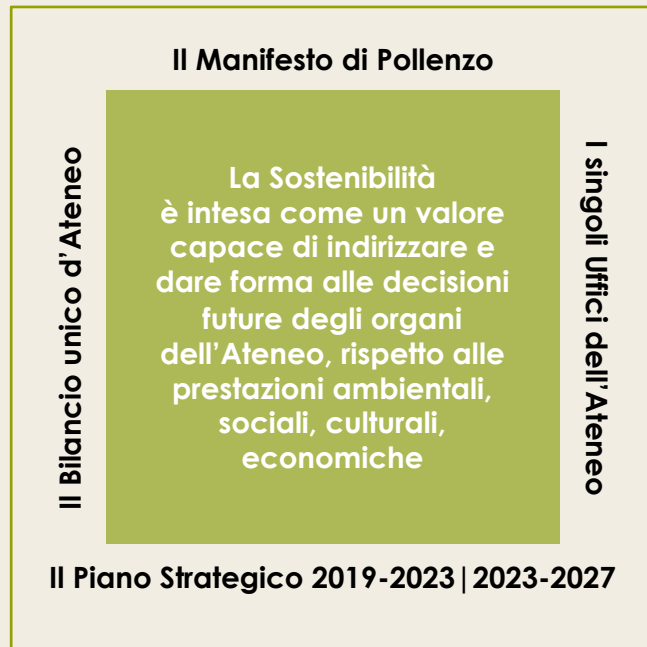 Il Manifesto di Pollenzo
Il Bilancio unico d'Ateneo
La Sostenibilità
è intesa come un valore
capace di indirizzare e
dare forma alle decisioni
future degli organi
dell'Ateneo, rispetto alle
prestazioni ambientali,
sociali, culturali,
economiche
I singoli Uffici dell'Ateneo
Il Piano Strategico 2019-2023|2023-2027